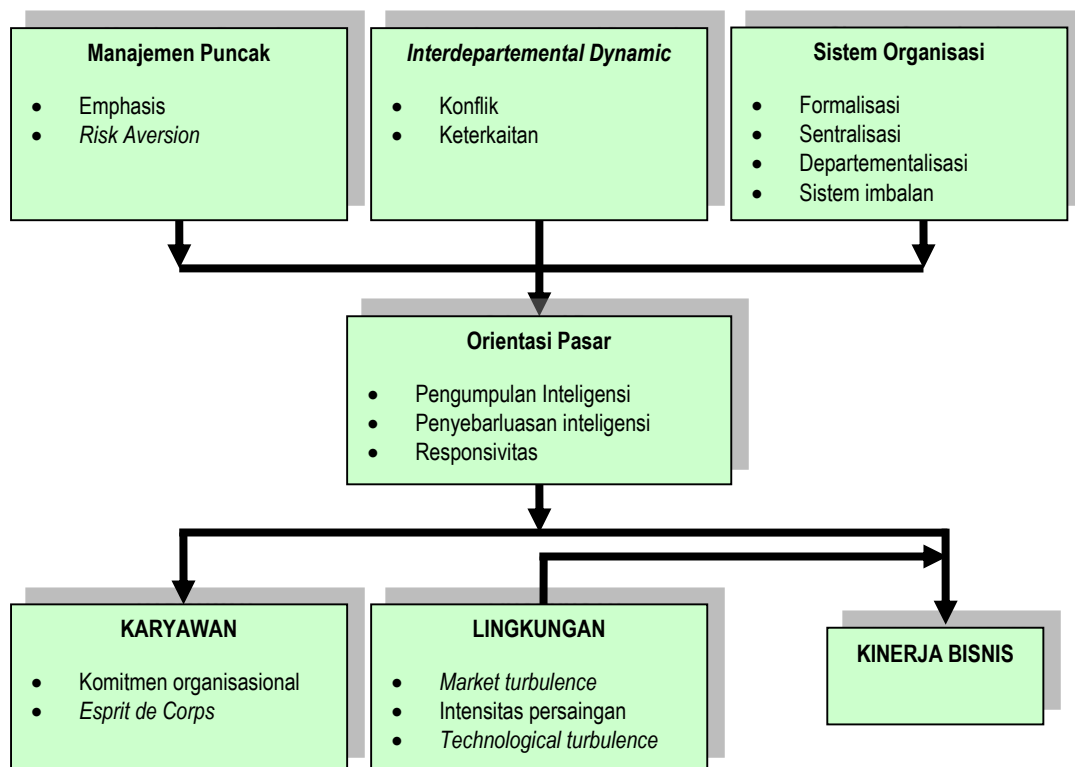 Manajemen Puncak
• Emphasis
• Risk Aversion
Interdepartemental Dynamic
• Konflik
• Keterkaitan
Sistem Organisasi
• Formalisasi
• Sentralisasi
• Departementalisasi
• Sistem imbalan
Orientasi Pasar
• Pengumpulan Inteligensi
• Penyebarluasan inteligensi
• Responsivitas
KARYAWAN
• Komitmen organisasional
• Esprit de Corps
LINGKUNGAN
• Market turbulence
• Intensitas persaingan
• Technological turbulence
KINERJA BISNIS